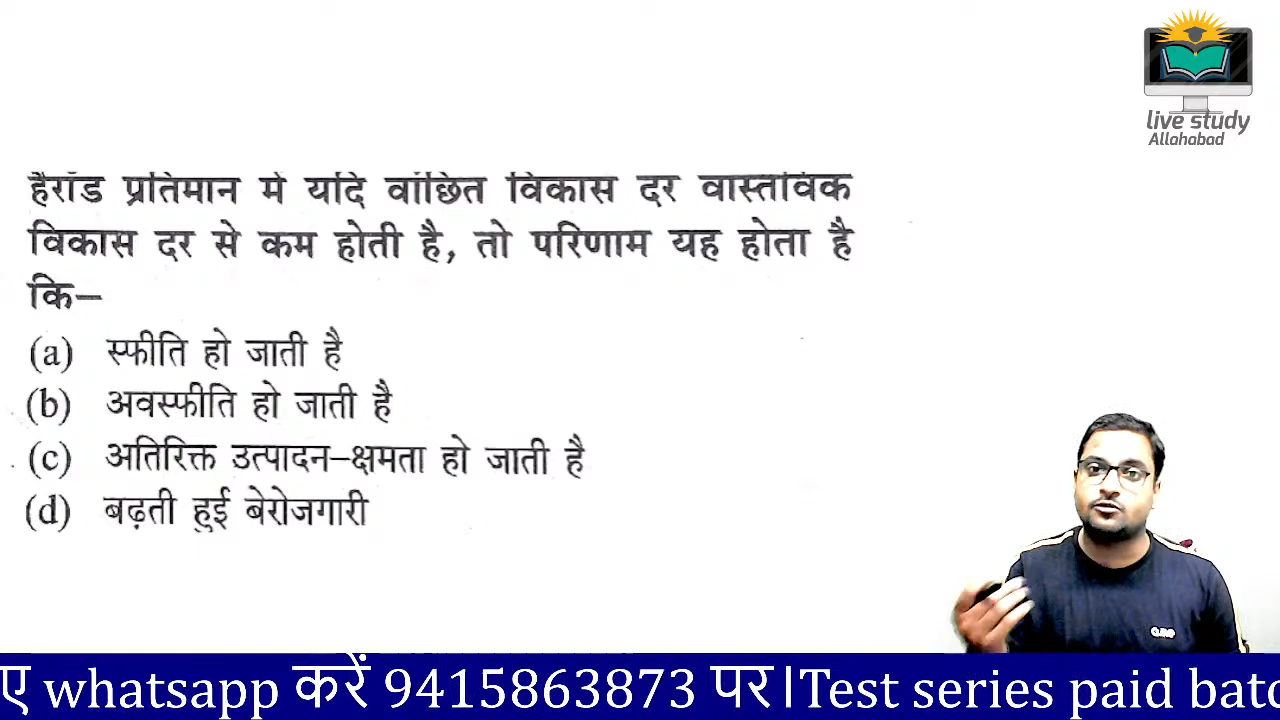 live study
Allahabad
हैरॉड प्रतिमान में यदि वांछित विकास दर वास्तविक
विकास दर से कम होती है, तो परिणाम यह होता है
कि–
(a) स्फीति हो जाती है
(b) अवस्फीति हो जाती है
(c) अतिरिक्त उत्पादन–क्षमता हो जाती है
(d) बढ़ती हुई बेरोजगारी
ए whatsapp करें 9415863873 पर।Test series paid batc